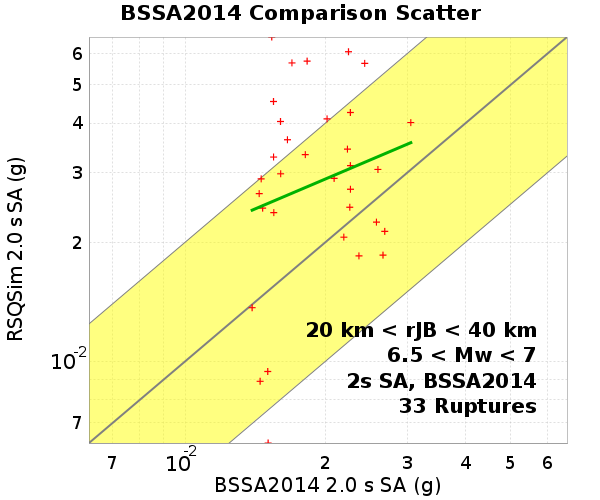 BSSA2014 Comparison Scatter
RSQSim 2.0 s SA (g)
6
5
4
3
2
10-2
7
20 km < rJB < 40 km
6.5 < Mw < 7
2s SA, BSSA2014
33 Ruptures
7 10-2 2 3 4 5 6
BSSA2014 2.0 s SA (g)